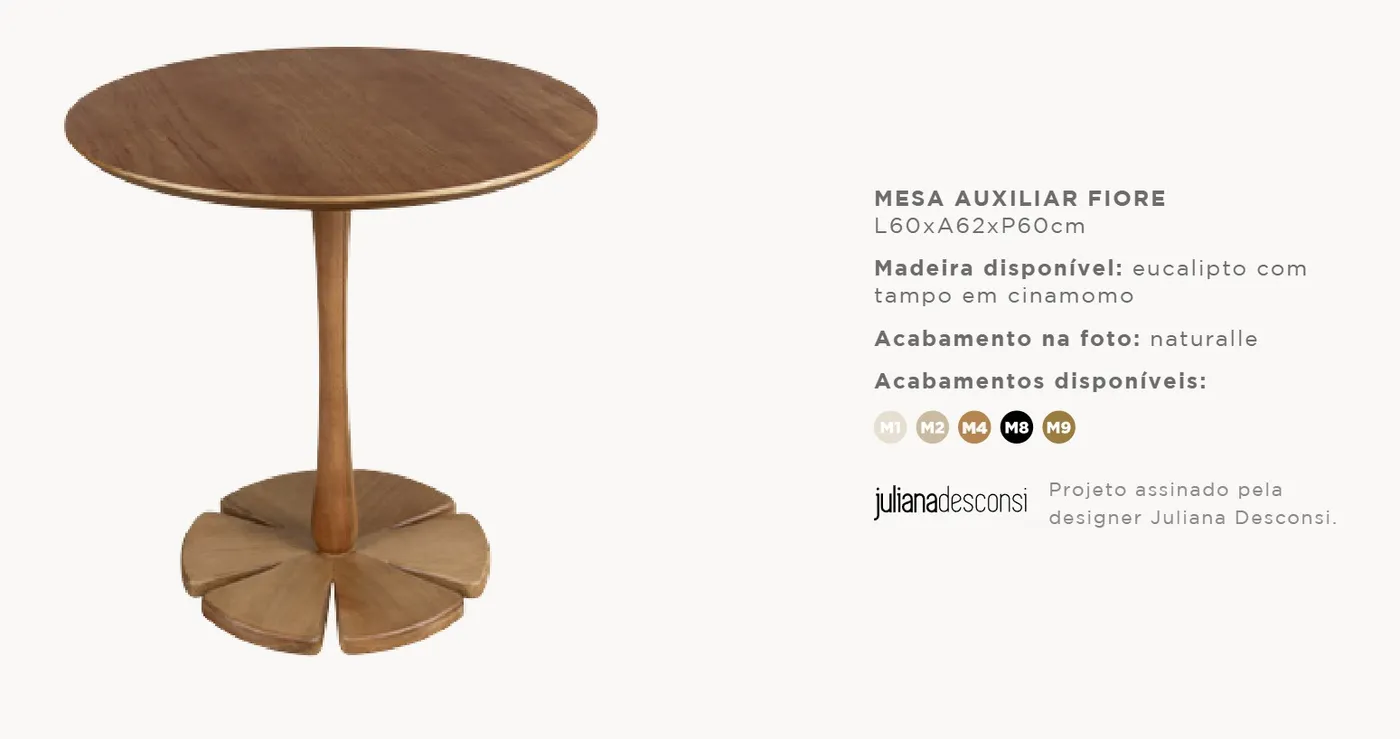 MESA AUXILIAR FIORE
L60xA62xP60cm
Madeira disponível: eucalipto com
tampo em cinamomo
Acabamento na foto: naturalle
Acabamentos disponíveis:
M1 M2 M4 M8 M9
julianadesconsi
Projeto assinado pela
designer Juliana Desconsi.